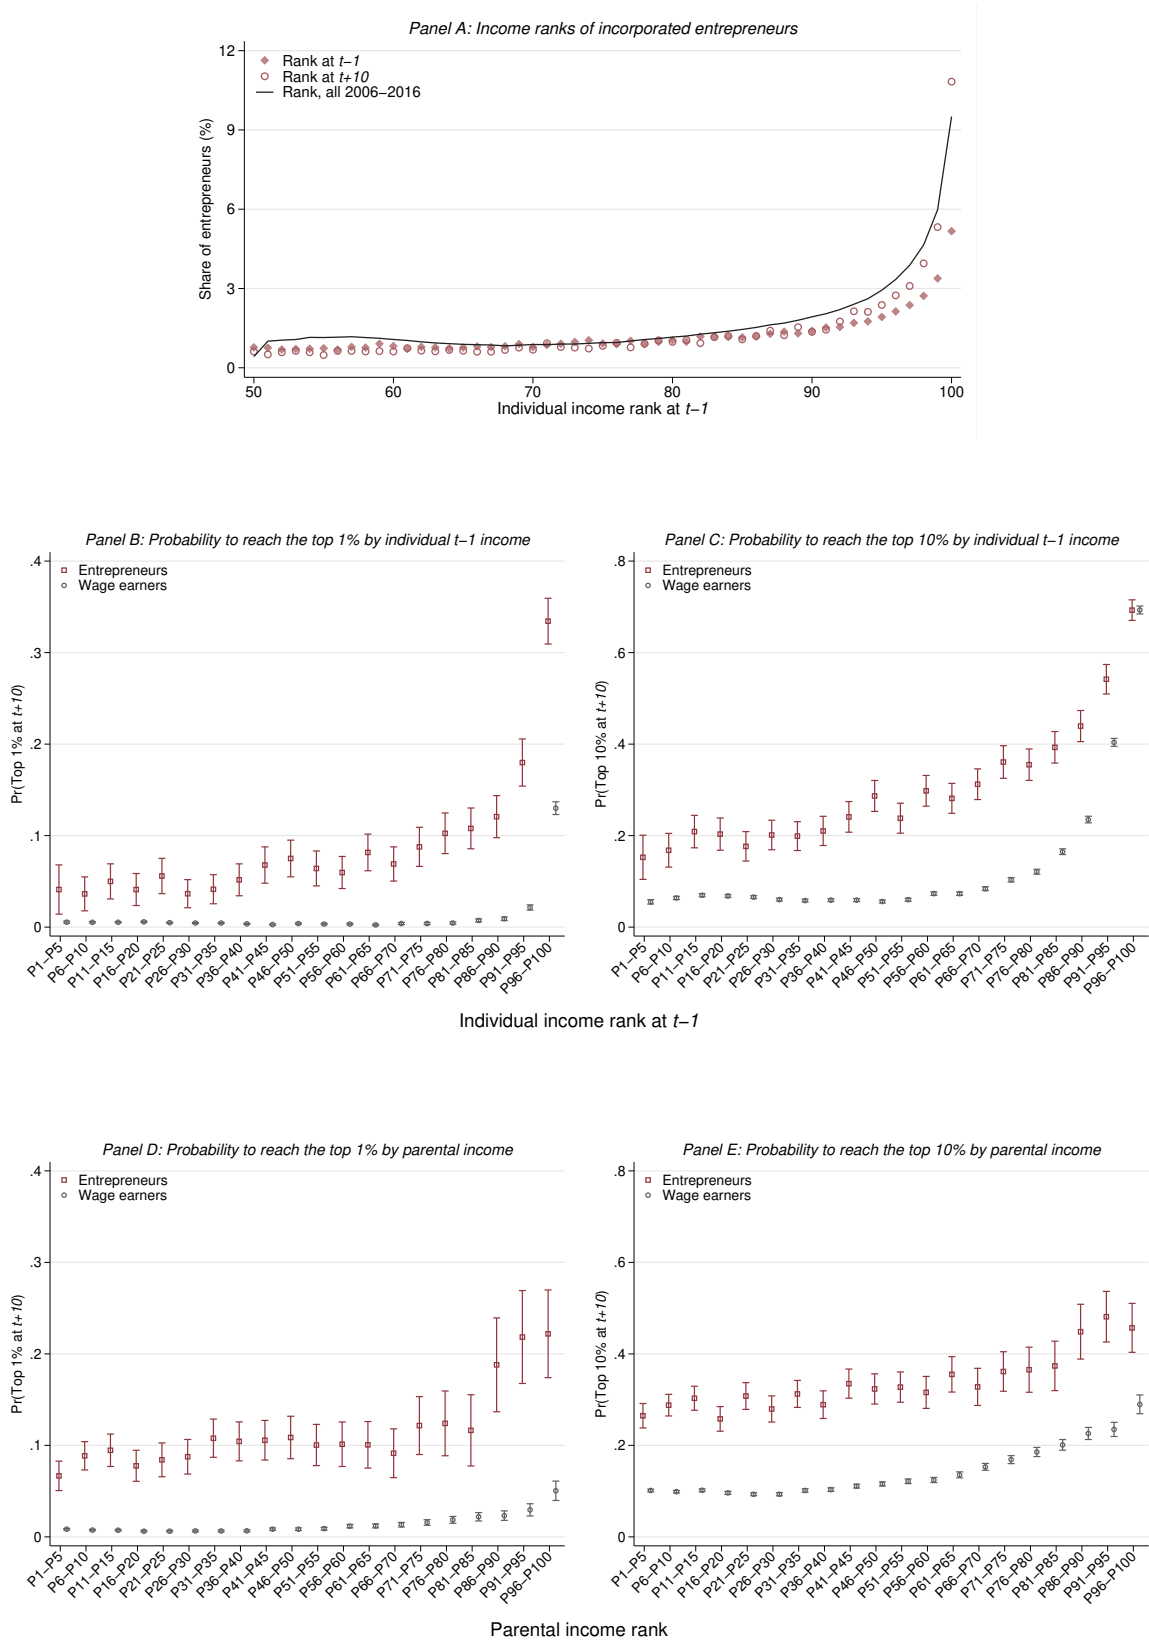 Panel A: Income ranks of incorporated entrepreneurs
Share of entrepreneurs (%)
12
9
6
3
0
Rank at t−1
Rank at t+10
Rank, all 2006−2016
50 60 70 80 90 100
Individual income rank at t−1
Panel B: Probability to reach the top 1% by individual t−1 income
Pr(Top 1% at t+10)
.4
.3
.2
.1
0
Entrepreneurs
Wage earners
P1−P5
P6−P10
P11−P15
P16−P20
P21−P25
P26−P30
P31−P35
P36−P40
P41−P45
P46−P50
P51−P55
P56−P60
P61−P65
P66−P70
P71−P75
P76−P80
P81−P85
P86−P90
P91−P95
P96−P100
Panel C: Probability to reach the top 10% by individual t−1 income
Pr(Top 10% at t+10)
.8
.6
.4
.2
0
Entrepreneurs
Wage earners
P1−P5
P6−P10
P11−P15
P16−P20
P21−P25
P26−P30
P31−P35
P36−P40
P41−P45
P46−P50
P51−P55
P56−P60
P61−P65
P66−P70
P71−P75
P76−P80
P81−P85
P86−P90
P91−P95
P96−P100
Individual income rank at t−1
Panel D: Probability to reach the top 1% by parental income
Pr(Top 1% at t+10)
.4
.3
.2
.1
0
Entrepreneurs
Wage earners
P1−P5
P6−P10
P11−P15
P16−P20
P21−P25
P26−P30
P31−P35
P36−P40
P41−P45
P46−P50
P51−P55
P56−P60
P61−P65
P66−P70
P71−P75
P76−P80
P81−P85
P86−P90
P91−P95
P96−P100
Panel E: Probability to reach the top 10% by parental income
Pr(Top 10% at t+10)
.8
.6
.4
.2
0
Entrepreneurs
Wage earners
P1−P5
P6−P10
P11−P15
P16−P20
P21−P25
P26−P30
P31−P35
P36−P40
P41−P45
P46−P50
P51−P55
P56−P60
P61−P65
P66−P70
P71−P75
P76−P80
P81−P85
P86−P90
P91−P95
P96−P100
Parental income rank